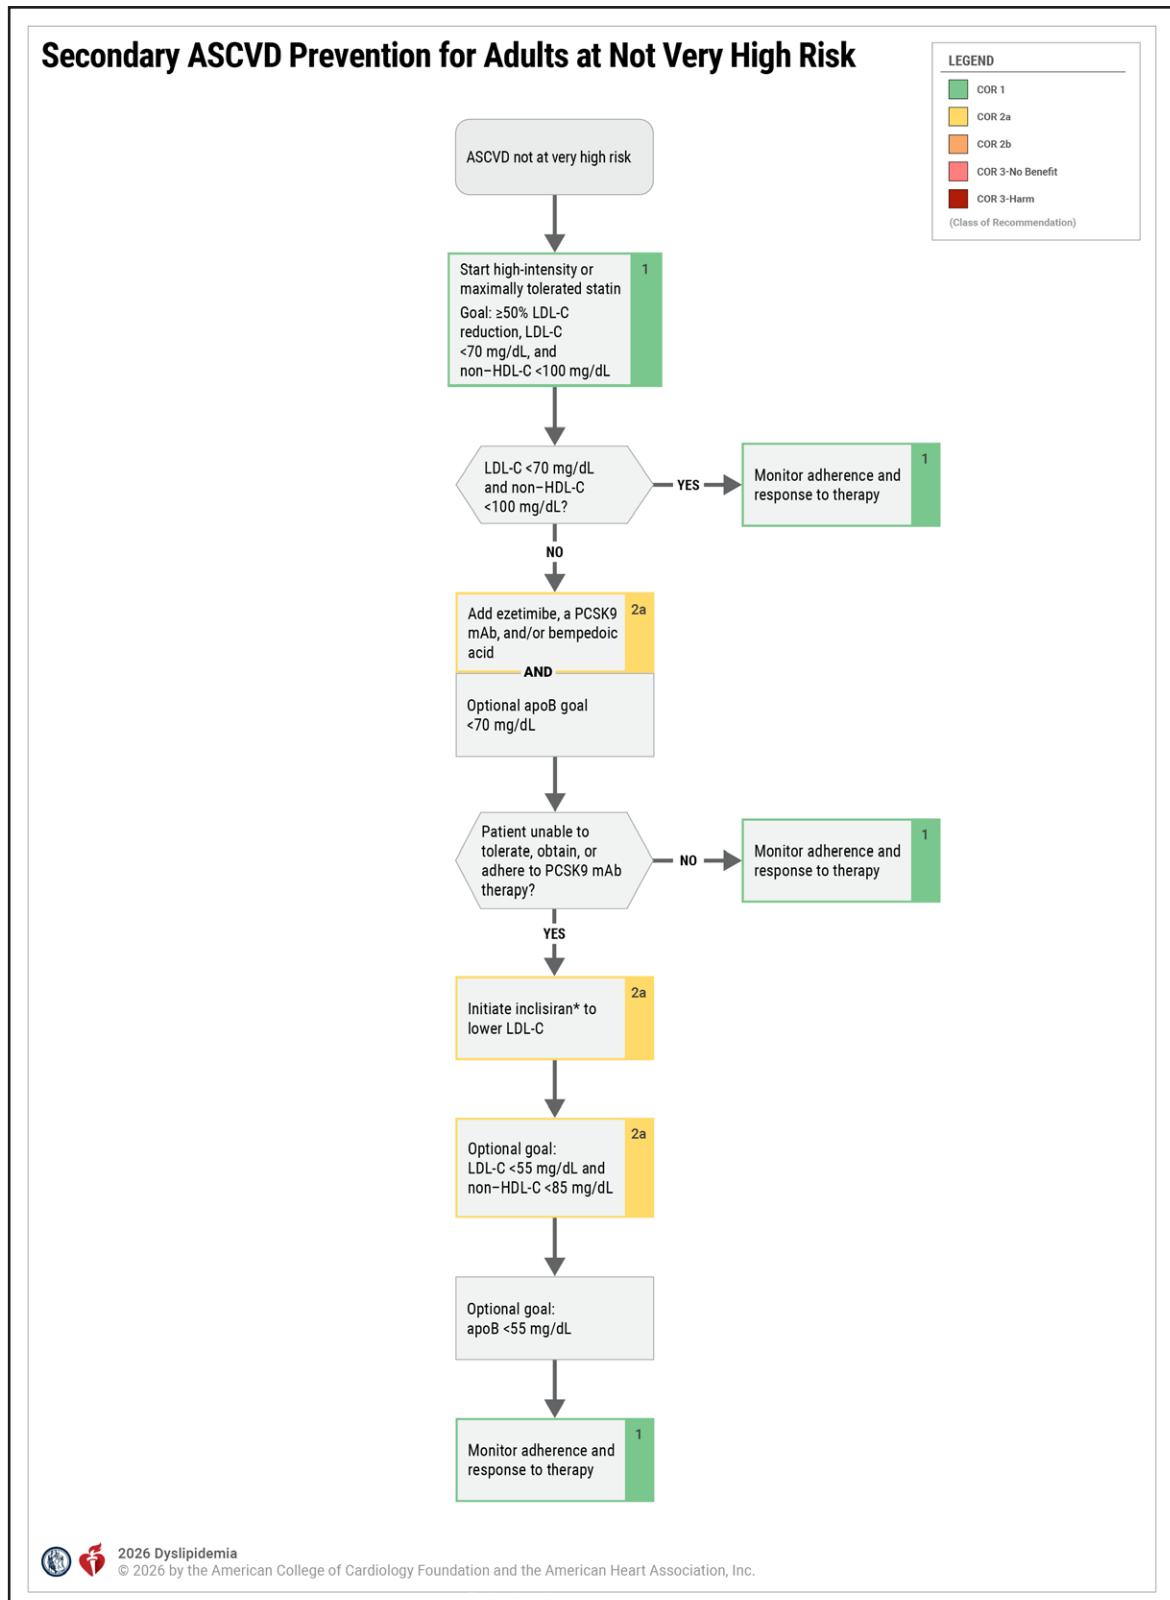 Secondary ASCVD Prevention for Adults at Not Very High Risk
LEGEND
COR 1
COR 2a
COR 2b
COR 3-No Benefit
COR 3-Harm
(Class of Recommendation)
ASCVD not at very high risk
Start high-intensity or
maximally tolerated statin
Goal: ≥50% LDL-C
reduction, LDL-C
<70 mg/dL, and
non–HDL-C <100 mg/dL
1
LDL-C <70 mg/dL
and non–HDL-C
<100 mg/dL?
YES
Monitor adherence and
response to therapy
1
NO
Add ezetimibe, a PCSK9
mAb, and/or bempedoic
acid
2a
AND
Optional apoB goal
<70 mg/dL
Patient unable to
tolerate, obtain, or
adhere to PCSK9 mAb
therapy?
NO
Monitor adherence and
response to therapy
1
YES
Initiate inclisiran* to
lower LDL-C
2a
Optional goal:
LDL-C <55 mg/dL and
non–HDL-C <85 mg/dL
2a
Optional goal:
apoB <55 mg/dL
Monitor adherence and
response to therapy
1
2026 Dyslipidemia
© 2026 by the American College of Cardiology Foundation and the American Heart Association, Inc.